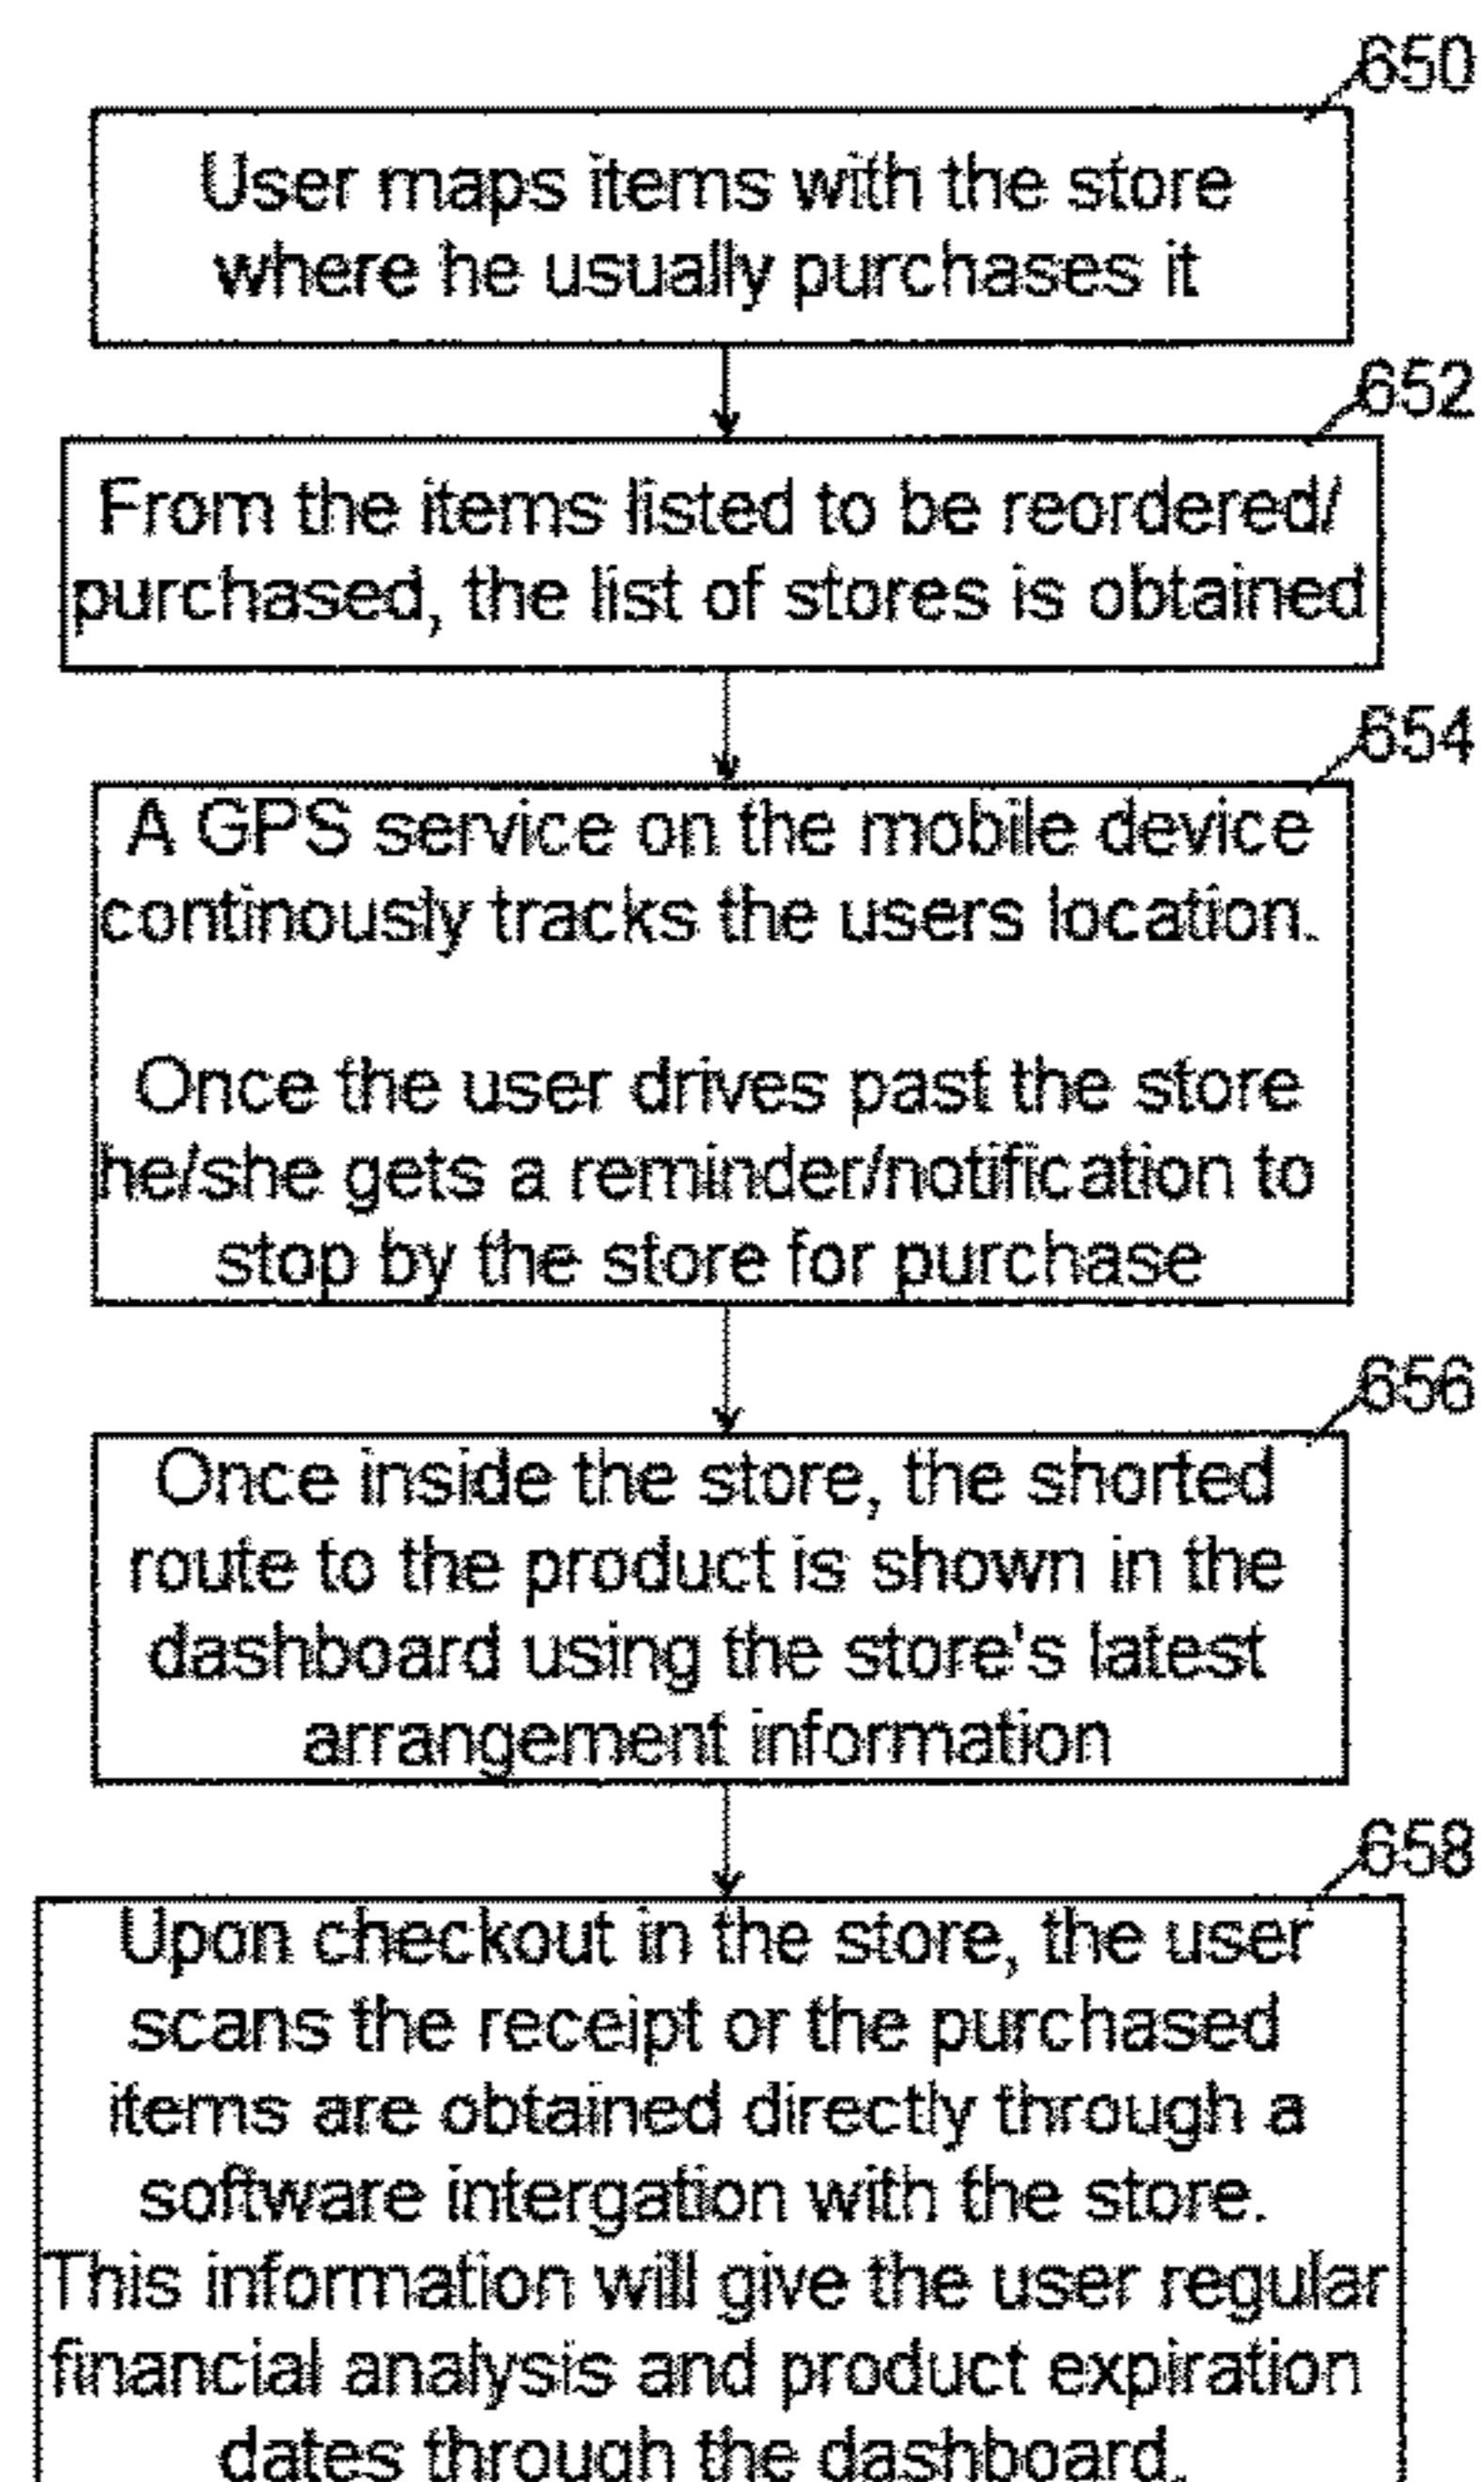 650
User maps items with the store
where he usually purchases it
652
From the items listed to be reordered/
purchased, the list of stores is obtained
654
A GPS service on the mobile device
continously tracks the users location.
Once the user drives past the store
he/she gets a reminder/notification to
stop by the store for purchase
656
Once inside the store, the shorted
route to the product is shown in the
dashboard using the store's latest
arrangement information
658
Upon checkout in the store, the user
scans the receipt or the purchased
items are obtained directly through a
software intergation with the store.
This information will give the user regular
financial analysis and product expiration
dates through the dashboard.